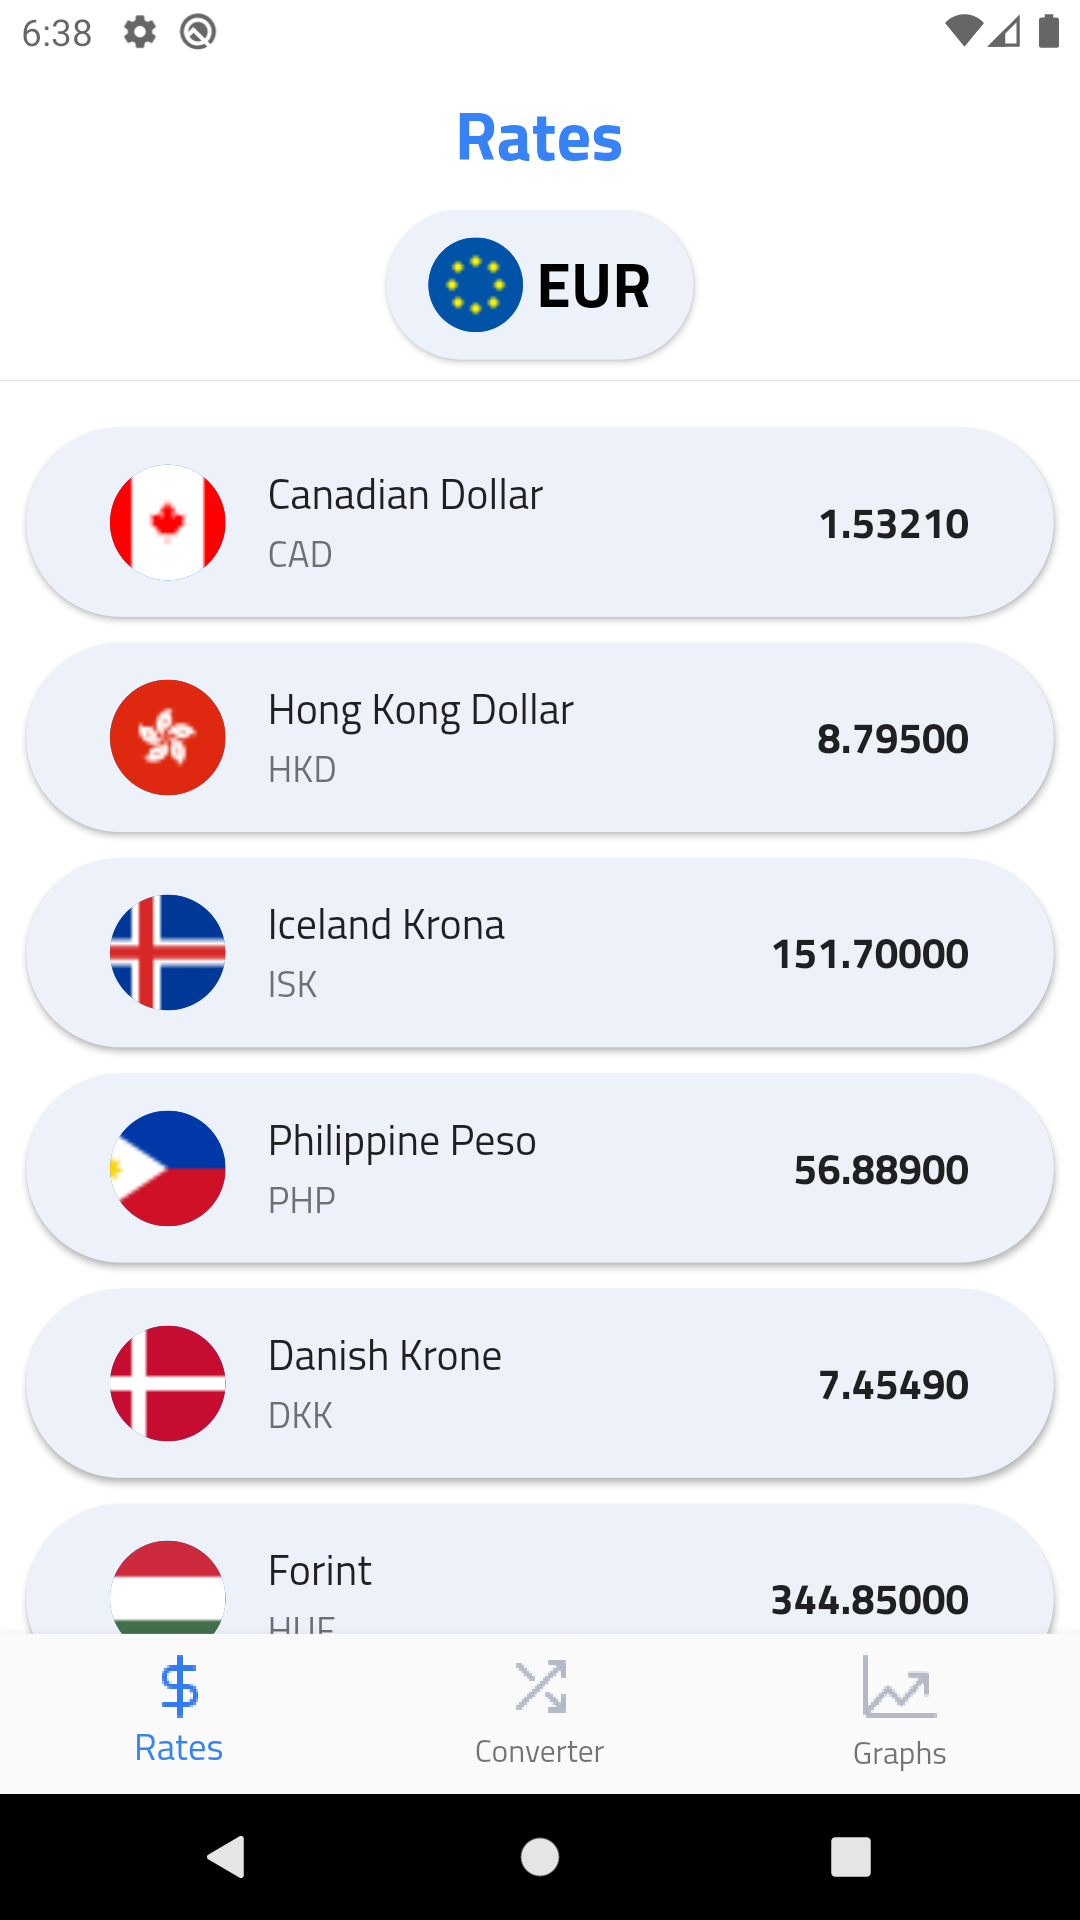 6:38
Rates
EUR
Canadian Dollar
CAD
1.53210
Hong Kong Dollar
HKD
8.79500
Iceland Krona
ISK
151.70000
Philippine Peso
PHP
56.88900
Danish Krone
DKK
7.45490
Forint
HUF
344.85000
Rates
Converter
Graphs